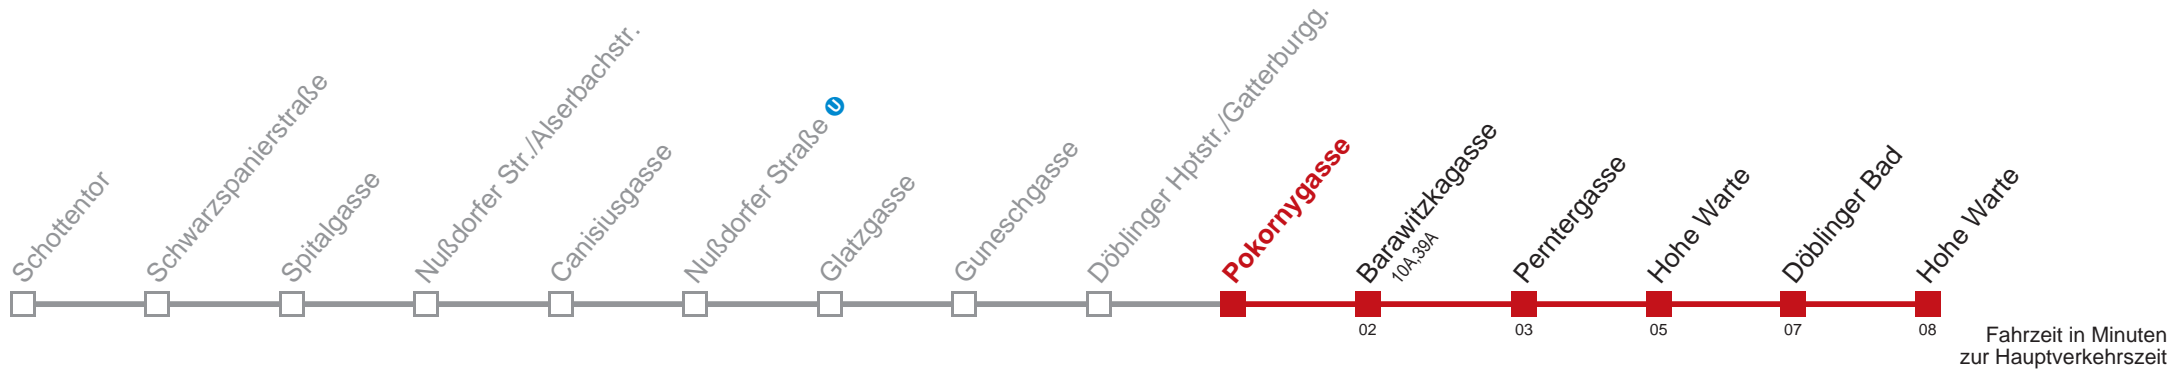 Schottentor
Schwarzspanierstraße
Spitalgasse
Nußdorfer Str./Alserbachstr.
Canisiusgasse
Nußdorfer Straße U
Glatzgasse
Guneschgasse
Döblinger Hptstr./Gatterburgg.
Pokornygasse
Barawitzkagasse
10A,39A
Perntergasse
Hohe Warte
Döblinger Bad
Hohe Warte
02
03
05
07
08
Fahrzeit in Minuten
zur Hauptverkehrszeit